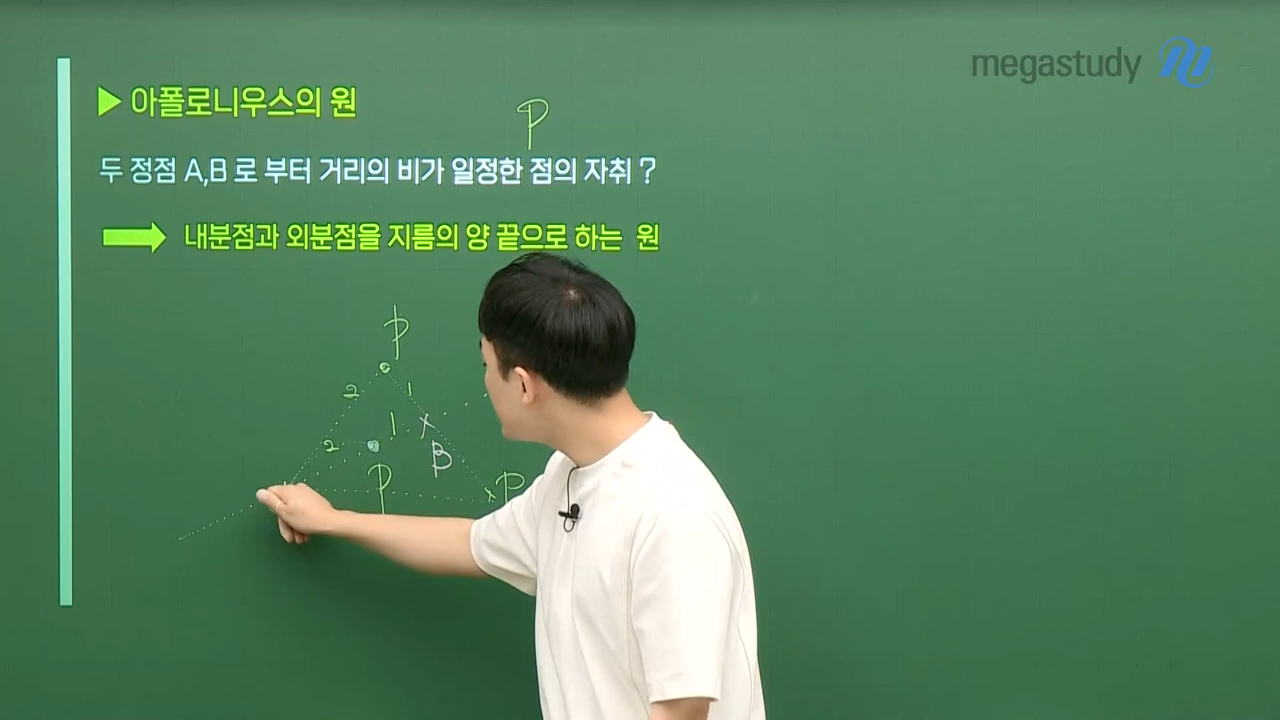 megastudy
아폴로니우스의 원
P
두 정점 A,B 로 부터 거리의 비가 일정한 점의 자취 ?
내분점과 외분점을 지름의 양 끝으로 하는 원
P
2 1
1
2
B
P P